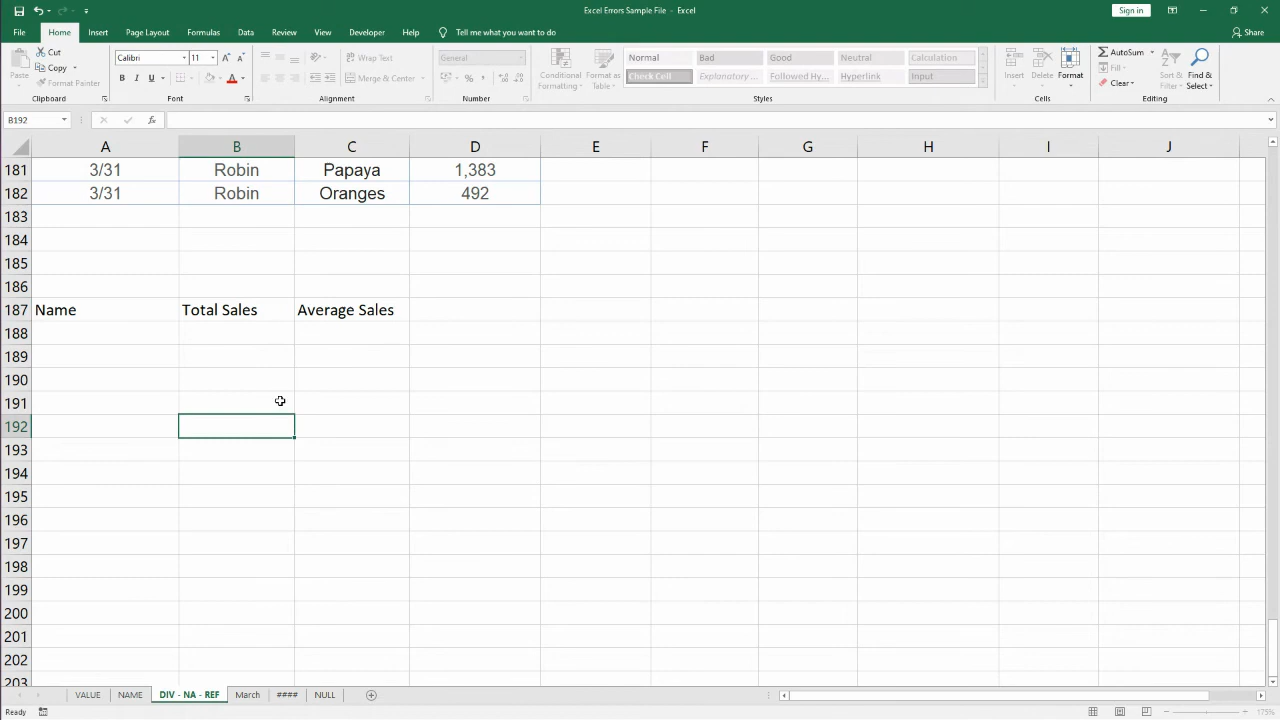 Excel Errors Sample File - Excel
Sign in
File Home Insert Page Layout Formulas Data Review View Developer Help Tell me what you want to do Share
Paste Cut Copy Format Painter Clipboard
Calibri 11 B I U A Font
Wrap Text Merge & Center Alignment
General % Number
Conditional Formatting Format as Table
Normal Bad Good Neutral Calculation
Check Cell Explanatory ... Followed Hy... Hyperlink Input
Styles
Insert Delete Format Cells
AutoSum Fill Clear Sort & Filter Find & Select Editing
B192 fx
A B C D E F G H I J
181 3/31 Robin Papaya 1,383
182 3/31 Robin Oranges 492
183
184
185
186
187 Name Total Sales Average Sales
188
189
190
191
192
193
194
195
196
197
198
199
200
201
202
203
VALUE NAME DIV - NA - REF March #### NULL
Ready 175%